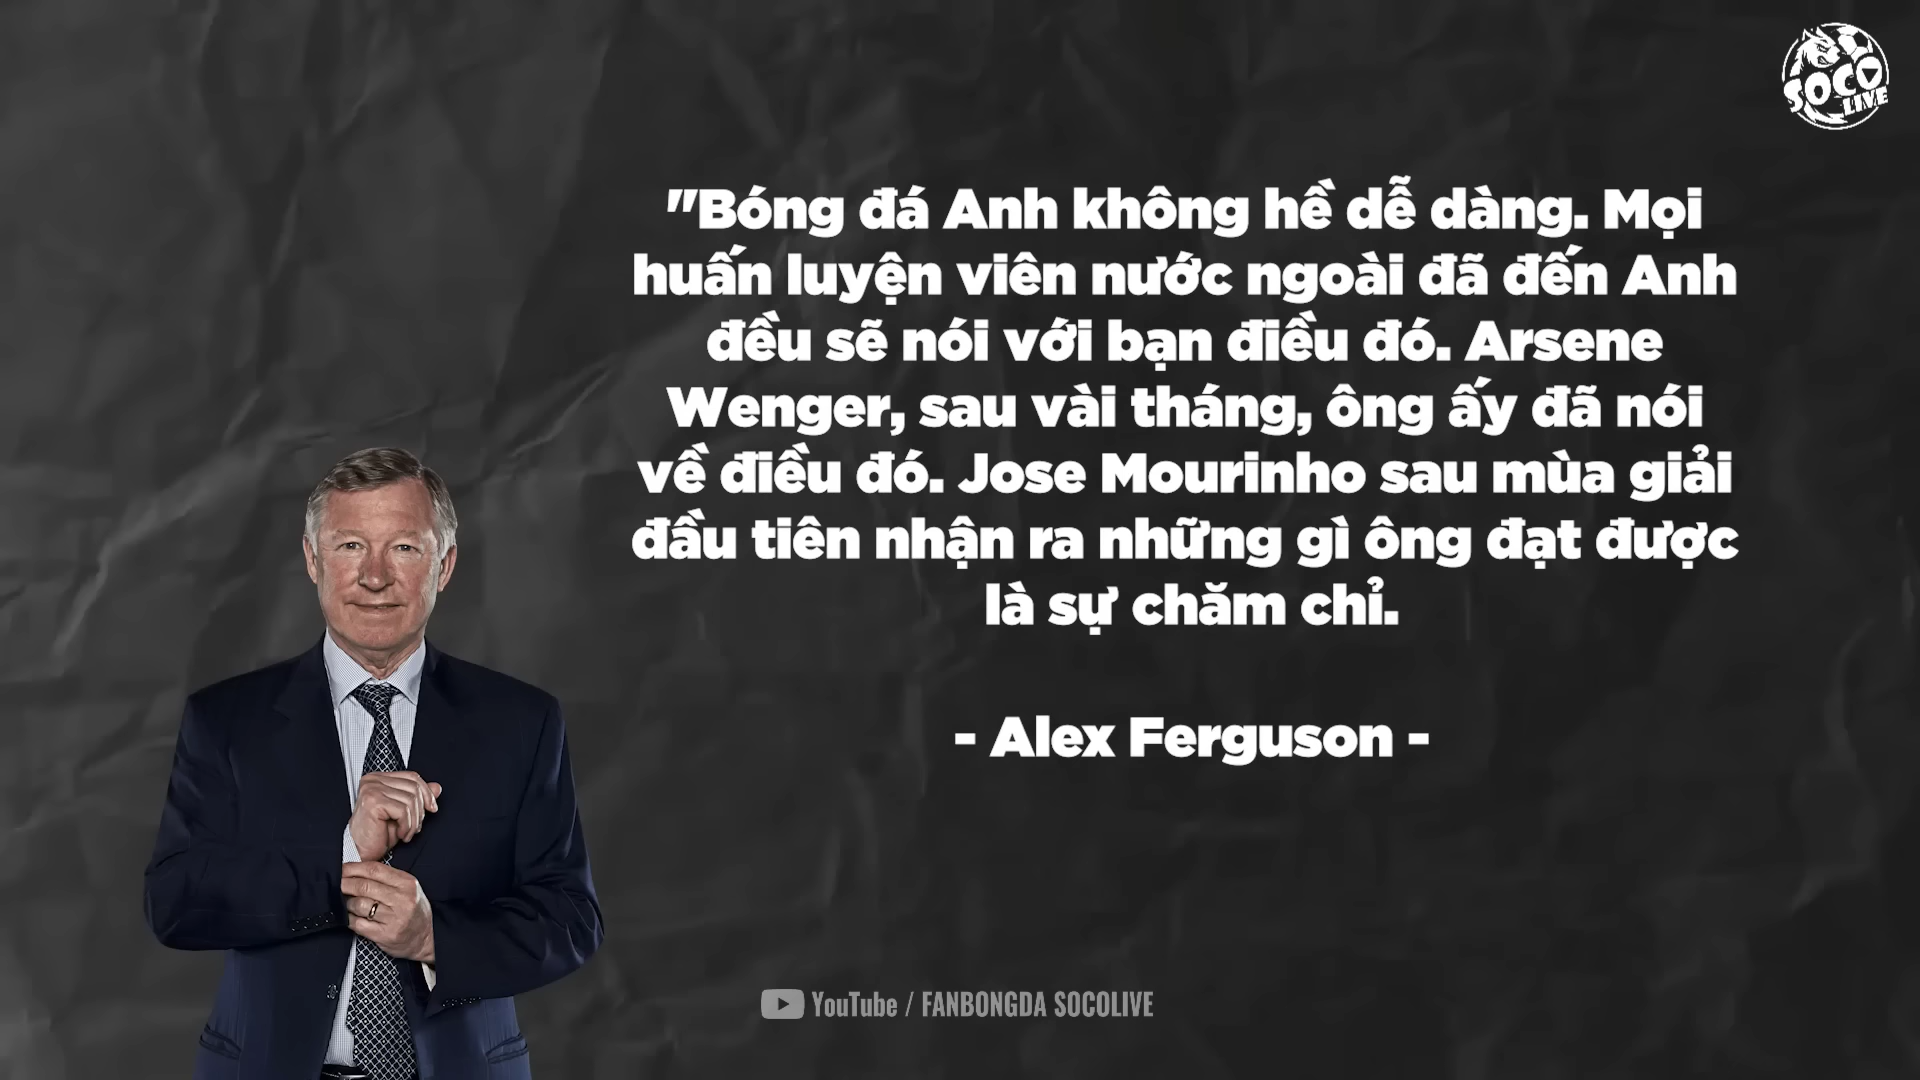 SOCO
LIVE
"Bóng đá Anh không hề dễ dàng. Mọi
huấn luyện viên nước ngoài đã đến Anh
đều sẽ nói với bạn điều đó. Arsene
Wenger, sau vài tháng, ông ấy đã nói
về điều đó. Jose Mourinho sau mùa giải
đầu tiên nhận ra những gì ông đạt được
là sự chăm chỉ.
- Alex Ferguson -
YouTube / FANBONGDA SOCOLIVE